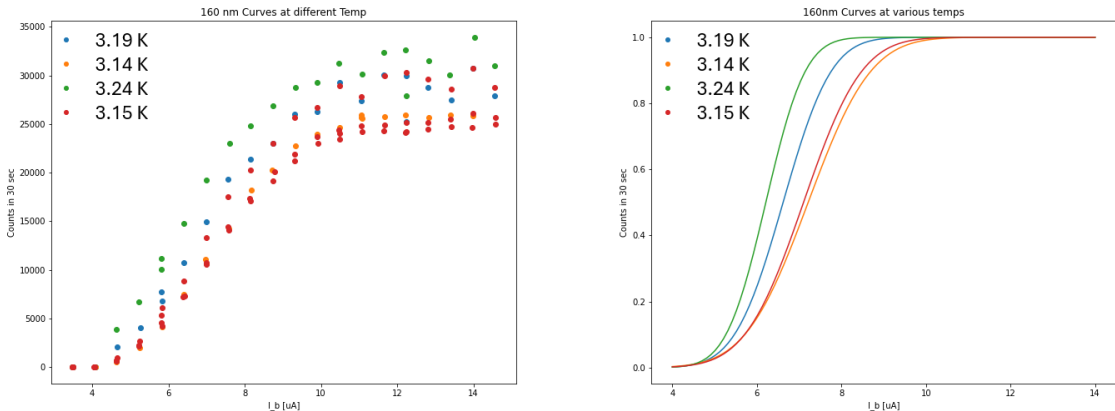 160 nm Curves at different Temp
Counts in 30 sec
35000
30000
25000
20000
15000
10000
5000
0
3.19 K
3.14 K
3.24 K
3.15 K
4 6 8 10 12 14
I_b [uA]
160nm Curves at various temps
Counts in 30 sec
1.0
0.8
0.6
0.4
0.2
0.0
3.19 K
3.14 K
3.24 K
3.15 K
4 6 8 10 12 14
I_b [uA]